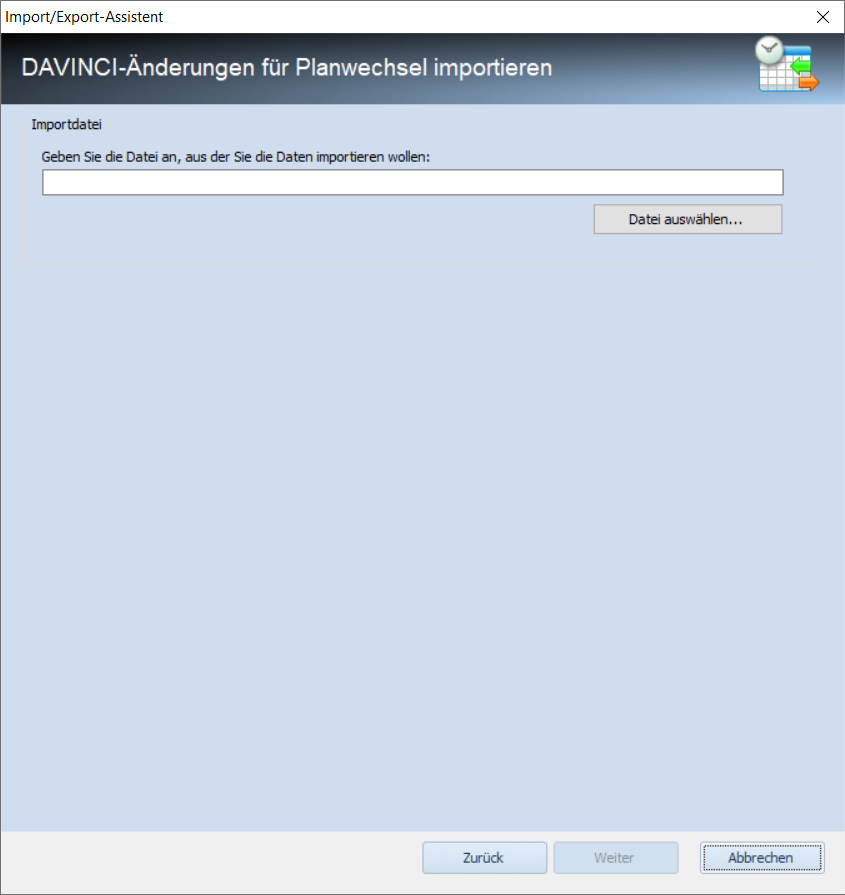 Import/Export-Assistent
DAVINCI-Änderungen für Planwechsel importieren
Importdatei
Geben Sie die Datei an, aus der Sie die Daten importieren wollen:
Datei auswählen...
Zurück
Weiter
Abbrechen